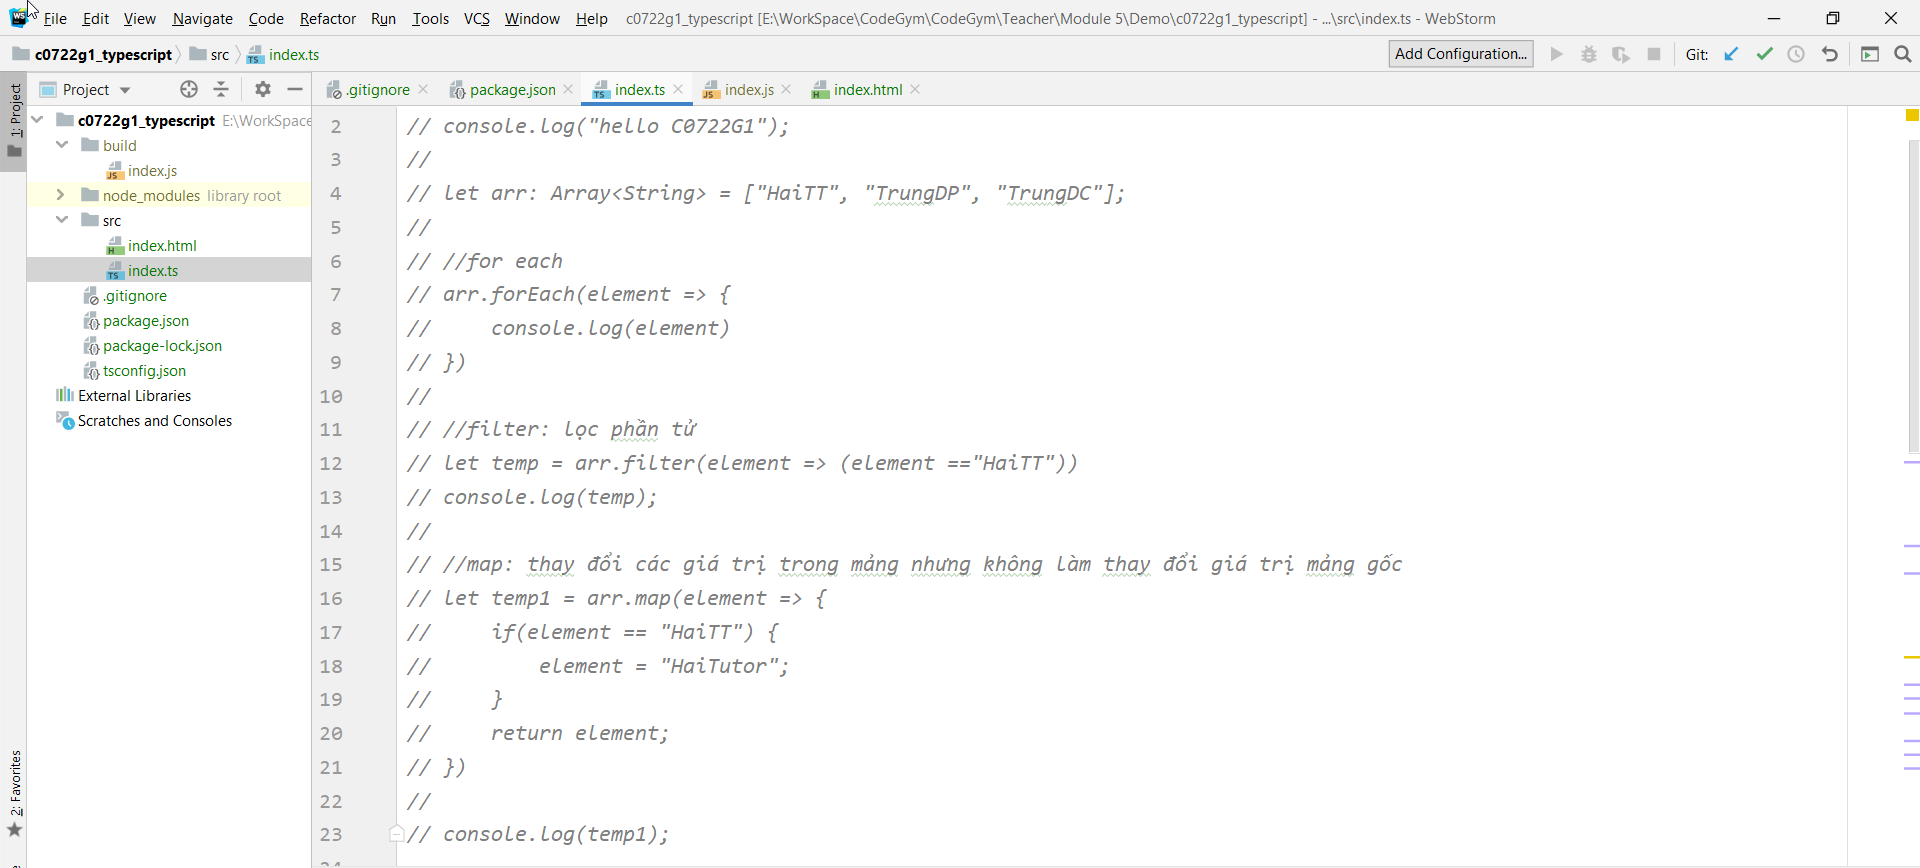 File Edit View Navigate Code Refactor Run Tools VCS Window Help c0722g1_typescript [E:\WorkSpace\CodeGym\CodeGym\Teacher\Module 5\Demo\c0722g1_typescript] - ...\src\index.ts - WebStorm
c0722g1_typescript src index.ts Add Configuration... Git:
Project .gitignore package.json index.ts index.js index.html
1: Project
c0722g1_typescript E:\WorkSpace
build
index.js
node_modules library root
src
index.html
index.ts
.gitignore
package.json
package-lock.json
tsconfig.json
External Libraries
Scratches and Consoles
2: Favorites
2 // console.log("hello C0722G1");
3 //
4 // let arr: Array<String> = ["HaiTT", "TrungDP", "TrungDC"];
5 //
6 // //for each
7 // arr.forEach(element => {
8 //     console.log(element)
9 // })
10 //
11 // //filter: lọc phần tử
12 // let temp = arr.filter(element => (element =="HaiTT"))
13 // console.log(temp);
14 //
15 // //map: thay đổi các giá trị trong mảng nhưng không làm thay đổi giá trị mảng gốc
16 // let temp1 = arr.map(element => {
17 //     if(element == "HaiTT") {
18 //         element = "HaiTutor";
19 //     }
20 //     return element;
21 // })
22 //
23 // console.log(temp1);